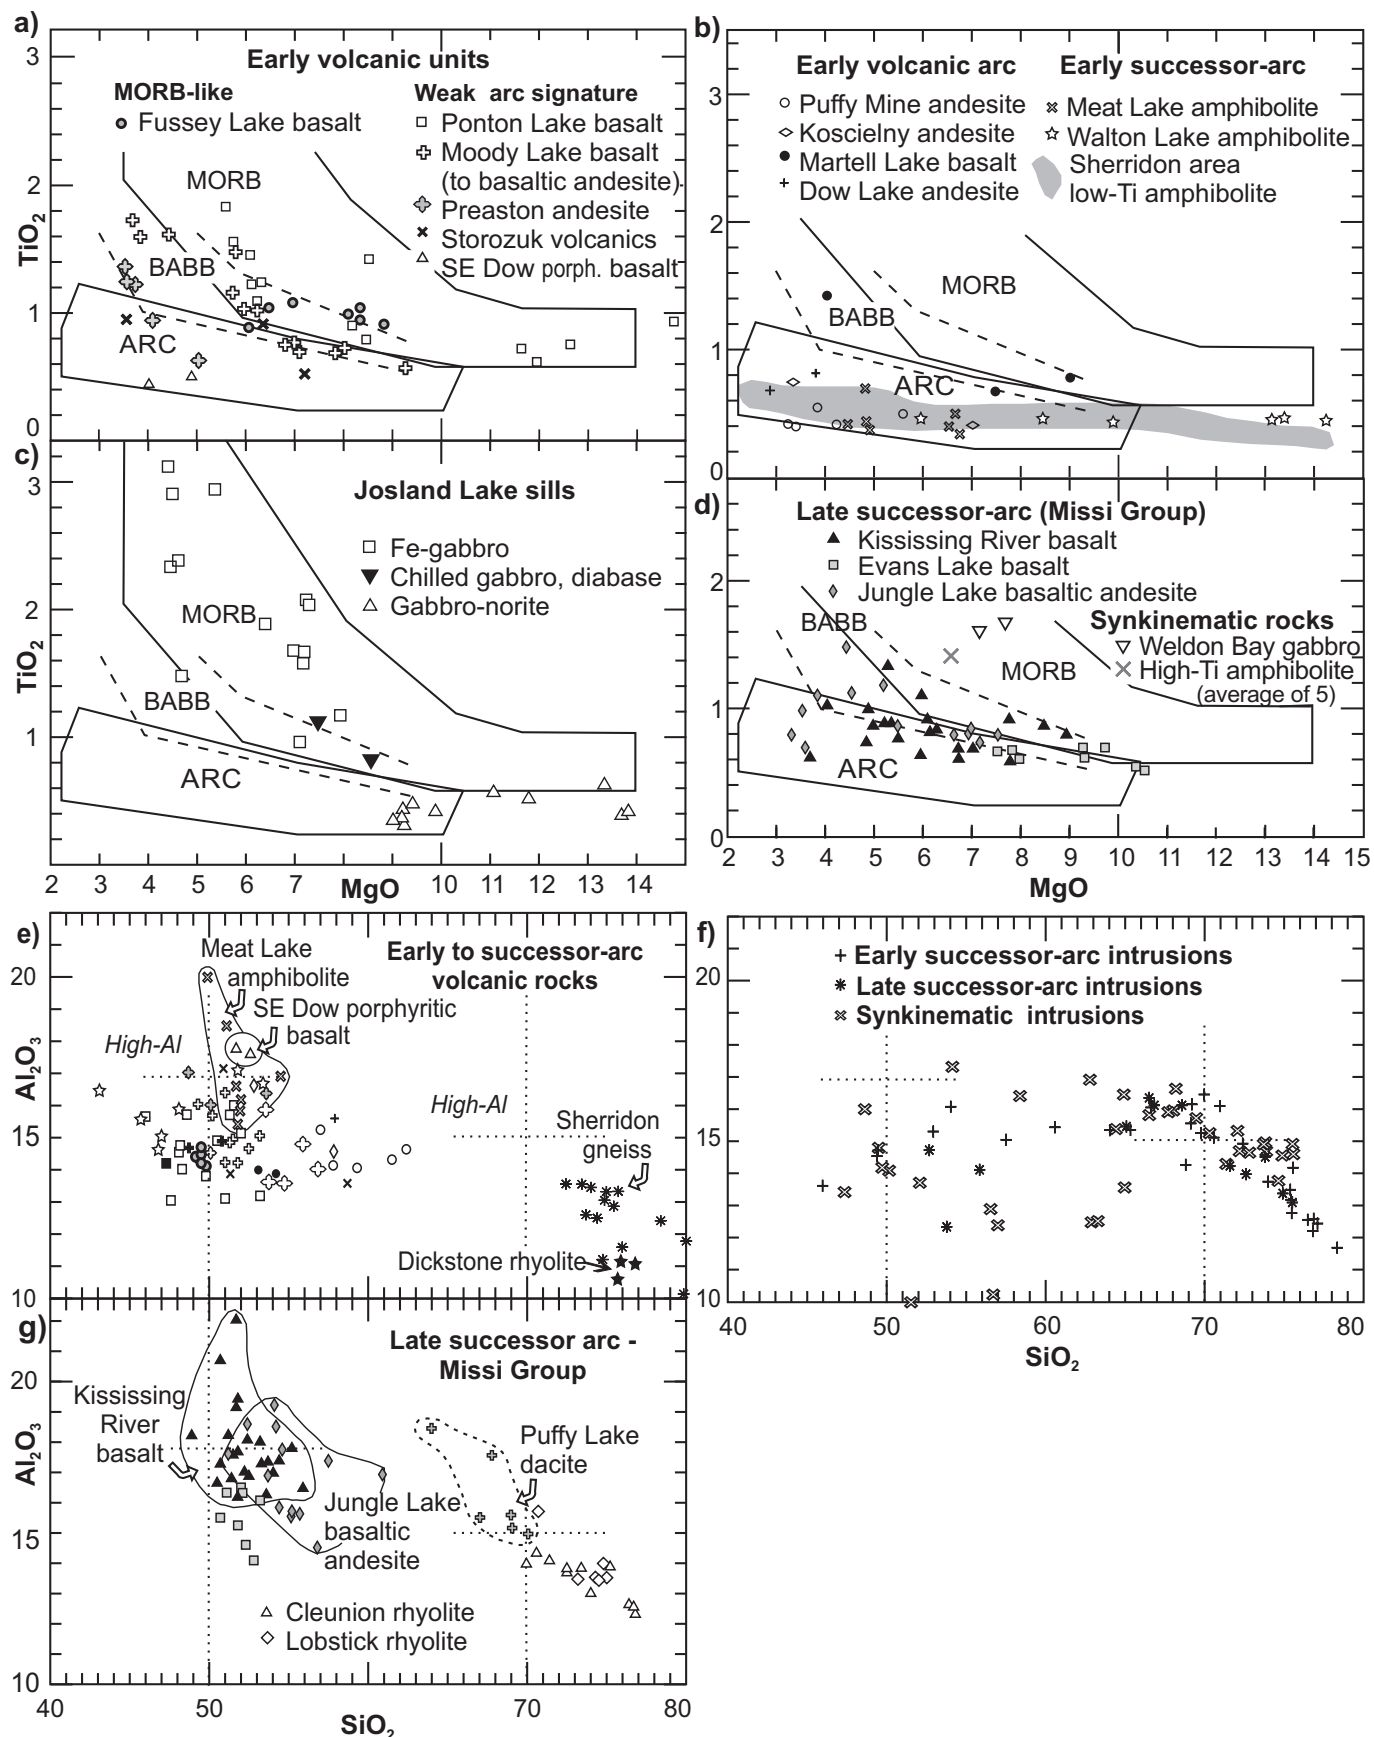 a)
Early volcanic units
MORB-like
Fussey Lake basalt
Weak arc signature
Ponton Lake basalt
Moody Lake basalt
(to basaltic andesite)
Preaston andesite
Storozuk volcanics
SE Dow porph. basalt
MORB
BABB
ARC
TiO2
3
2
1
0
b)
Early volcanic arc
Puffy Mine andesite
Koscielny andesite
Martell Lake basalt
Dow Lake andesite
Early successor-arc
Meat Lake amphibolite
Walton Lake amphibolite
Sherridon area
low-Ti amphibolite
MORB
BABB
ARC
3
2
1
0
c)
Josland Lake sills
Fe-gabbro
Chilled gabbro, diabase
Gabbro-norite
MORB
BABB
ARC
TiO2
3
2
1
2 3 4 5 6 7 MgO 10 11 12 13 14
d)
Late successor-arc (Missi Group)
Kississing River basalt
Evans Lake basalt
Jungle Lake basaltic andesite
Synkinematic rocks
Weldon Bay gabbro
High-Ti amphibolite
(average of 5)
BABB
MORB
ARC
2
1
0
2 3 4 5 6 7 8 9 10 11 12 13 14 15
MgO
e)
Early to successor-arc
volcanic rocks
Meat Lake
amphibolite
SE Dow porphyritic
basalt
High-Al
High-Al
Sherridon
gneiss
Dickstone rhyolite
Al2O3
20
15
10
f)
Early successor-arc intrusions
Late successor-arc intrusions
Synkinematic intrusions
20
15
10
40 50 60 70 80
SiO2
g)
Late successor arc -
Missi Group
Kississing
River
basalt
Jungle Lake
basaltic
andesite
Puffy Lake
dacite
Cleunion rhyolite
Lobstick rhyolite
Al2O3
20
15
10
40 50 SiO2 70 80